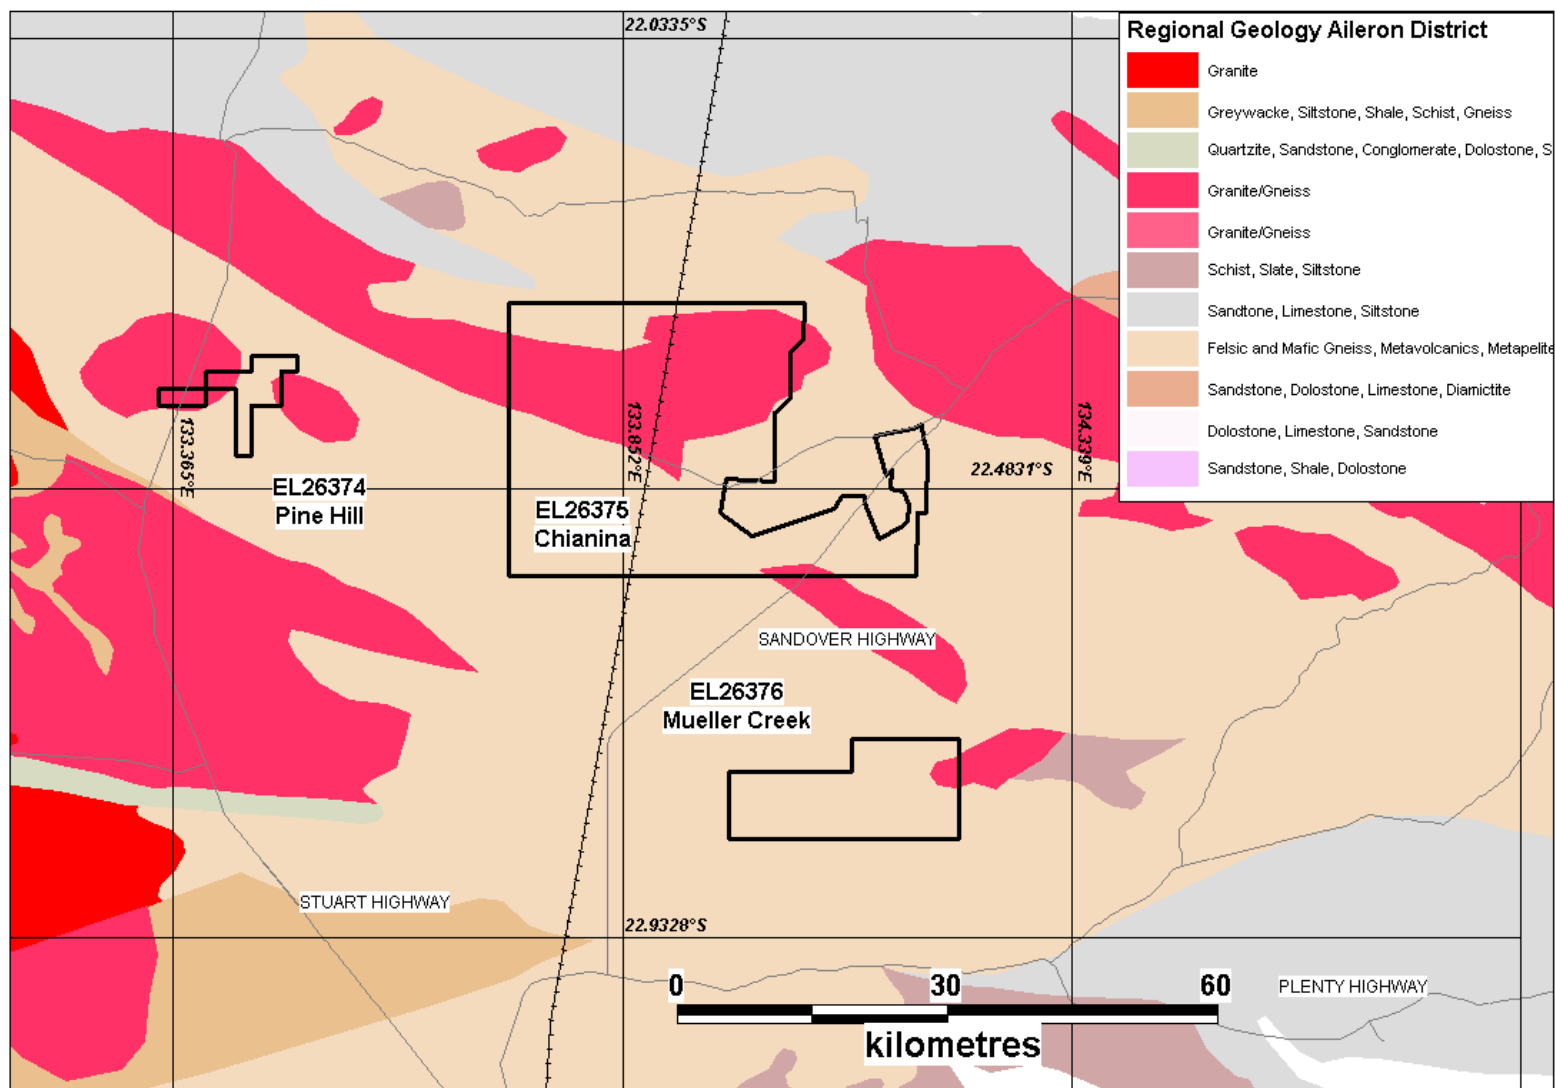 22.0335°S
Regional Geology Aileron District
Granite
Greywacke, Siltstone, Shale, Schist, Gneiss
Quartzite, Sandstone, Conglomerate, Dolostone, S
Granite/Gneiss
Granite/Gneiss
Schist, Slate, Siltstone
Sandtone, Limestone, Siltstone
Felsic and Mafic Gneiss, Metavolcanics, Metapelite
Sandstone, Dolostone, Limestone, Diamictite
Dolostone, Limestone, Sandstone
Sandstone, Shale, Dolostone
133.365°E
133.852°E
134.339°E
22.4831°S
EL26374
Pine Hill
EL26375
Chianina
SANDOVER HIGHWAY
EL26376
Mueller Creek
STUART HIGHWAY
22.9328°S
0 30 60
kilometres
PLENTY HIGHWAY